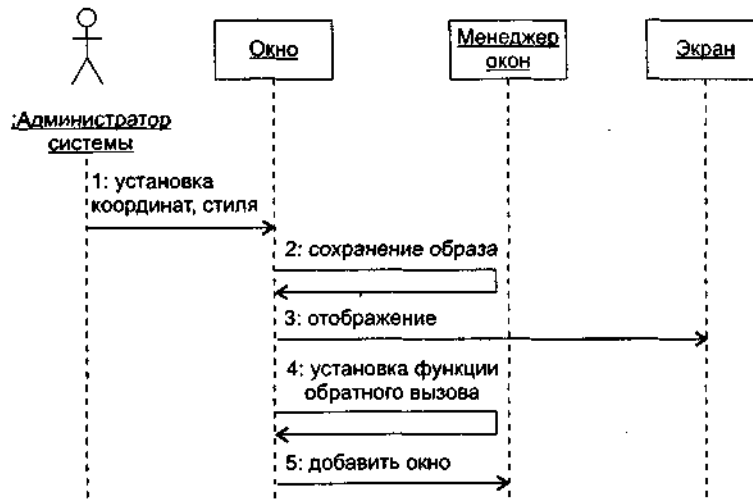 Окно
Менеджер
окон
Экран
:Администратор
системы
1: установка
координат, стиля
2: сохранение образа
3: отображение
4: установка функции
обратного вызова
5: добавить окно